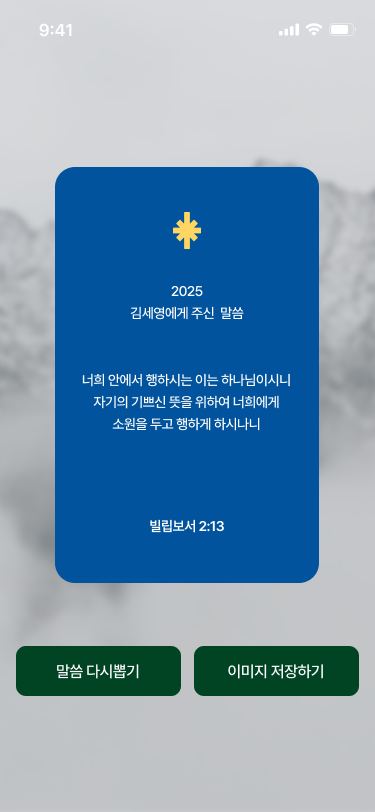 9:41
2025
김세영에게 주신 말씀
너희 안에서 행하시는 이는 하나님이시니
자기의 기쁘신 뜻을 위하여 너희에게
소원을 두고 행하게 하시나니
빌립보서 2:13
말씀 다시뽑기
이미지 저장하기